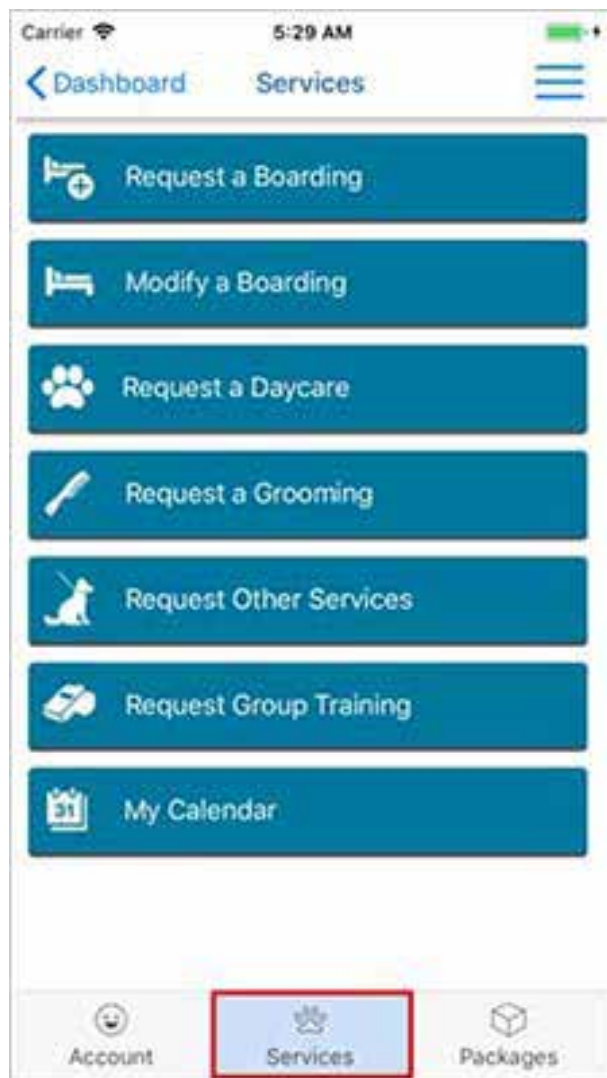 Carrier 5:29 AM
Dashboard Services
Request a Boarding
Modify a Boarding
Request a Daycare
Request a Grooming
Request Other Services
Request Group Training
31 My Calendar
Account Services Packages